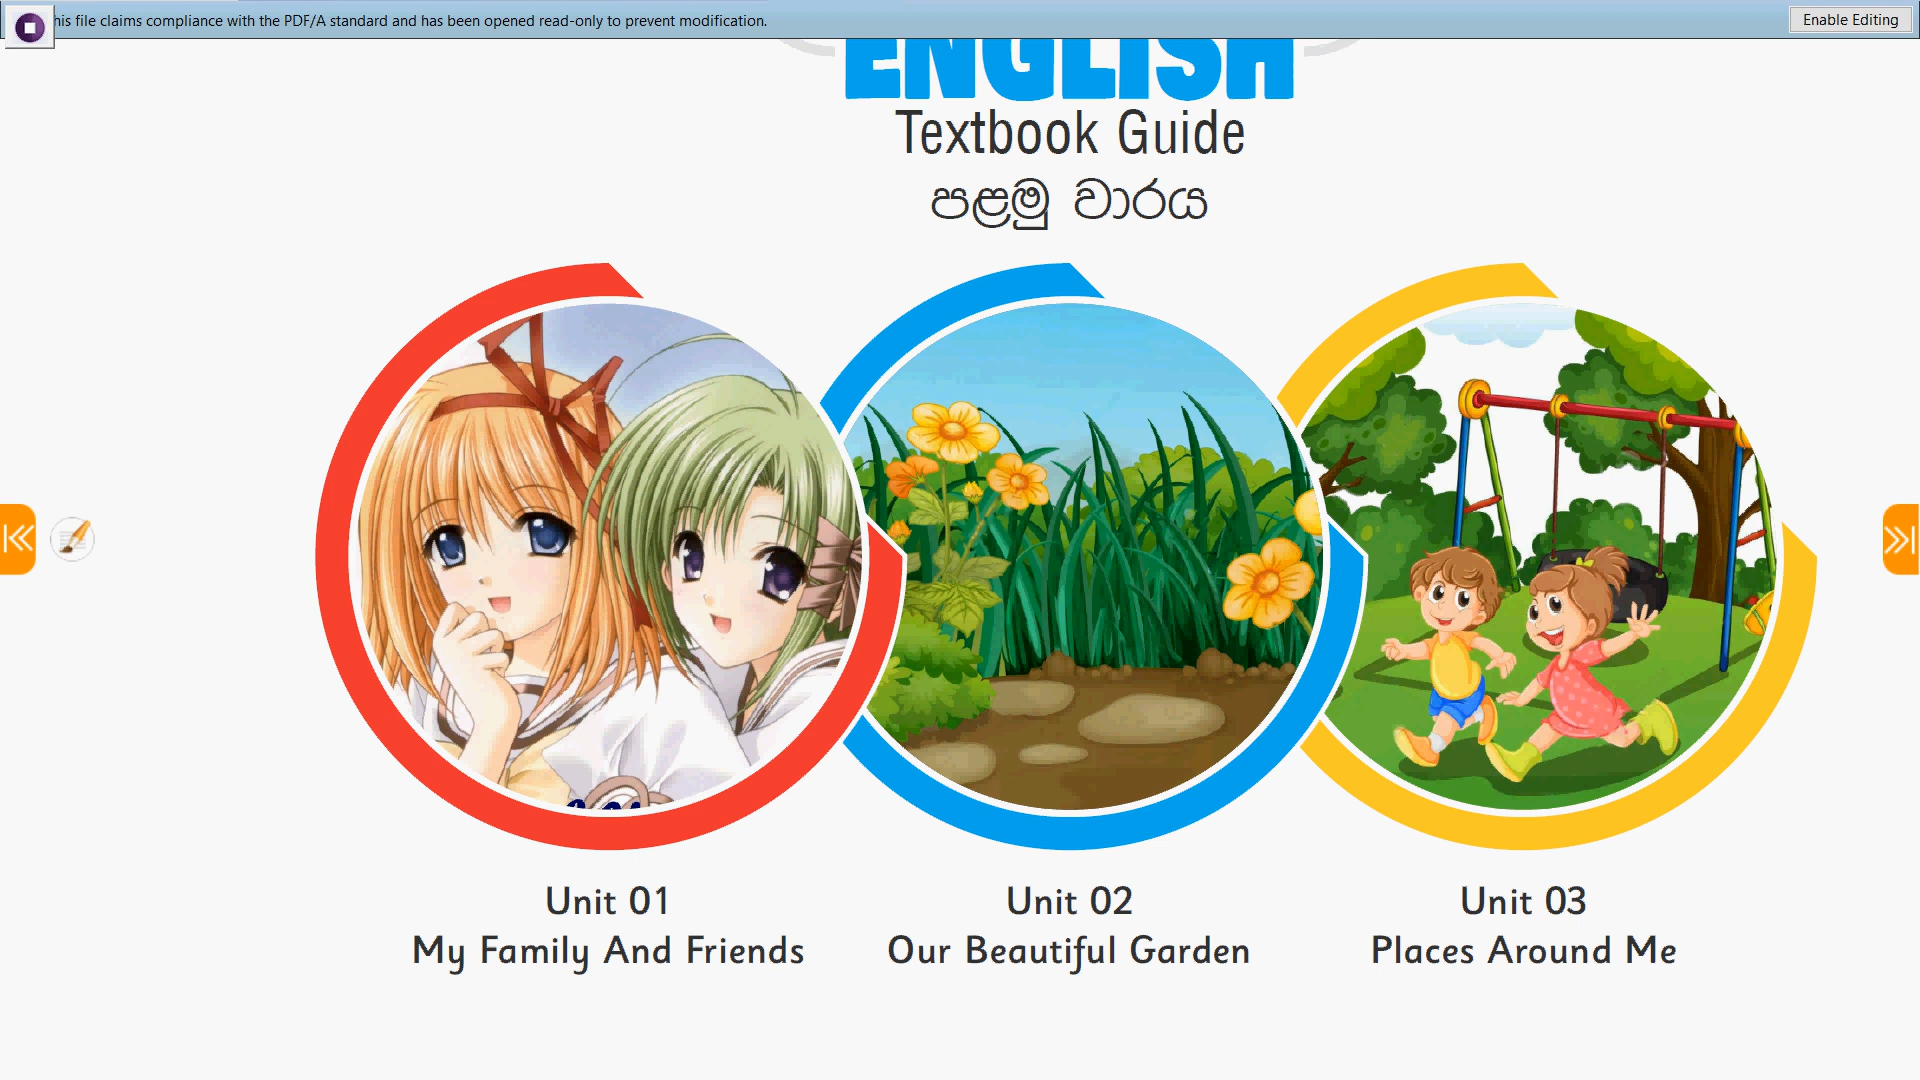 his file claims compliance with the PDF/A standard and has been opened read-only to prevent modification.
Enable Editing
ENGLISH
Textbook Guide
පළමු වාරය
Unit 01
My Family And Friends
Unit 02
Our Beautiful Garden
Unit 03
Places Around Me